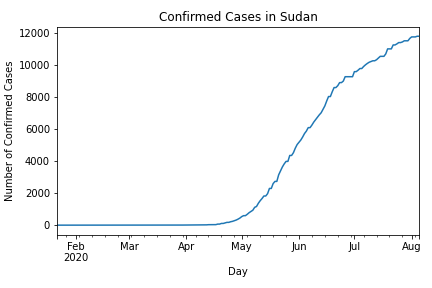 Confirmed Cases in Sudan
12000
10000
8000
6000
4000
2000
0
Number of Confirmed Cases
Feb Mar Apr May Jun Jul Aug
2020
Day